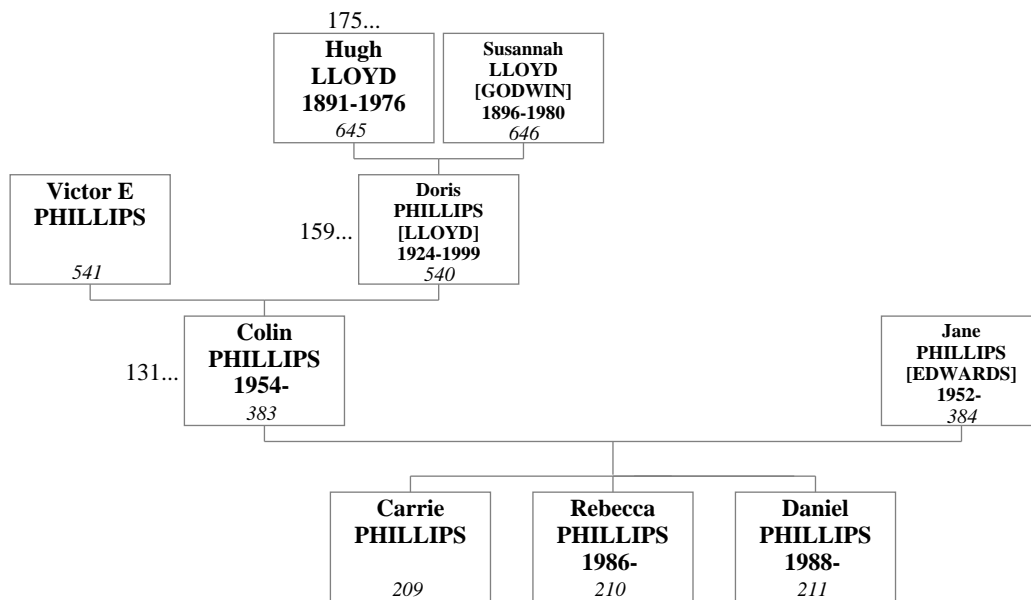 175...
Hugh
LLOYD
1891-1976
645
Susannah
LLOYD
[GODWIN]
1896-1980
646
Victor E
PHILLIPS
541
159...
Doris
PHILLIPS
[LLOYD]
1924-1999
540
131...
Colin
PHILLIPS
1954-
383
Jane
PHILLIPS
[EDWARDS]
1952-
384
Carrie
PHILLIPS
209
Rebecca
PHILLIPS
1986-
210
Daniel
PHILLIPS
1988-
211